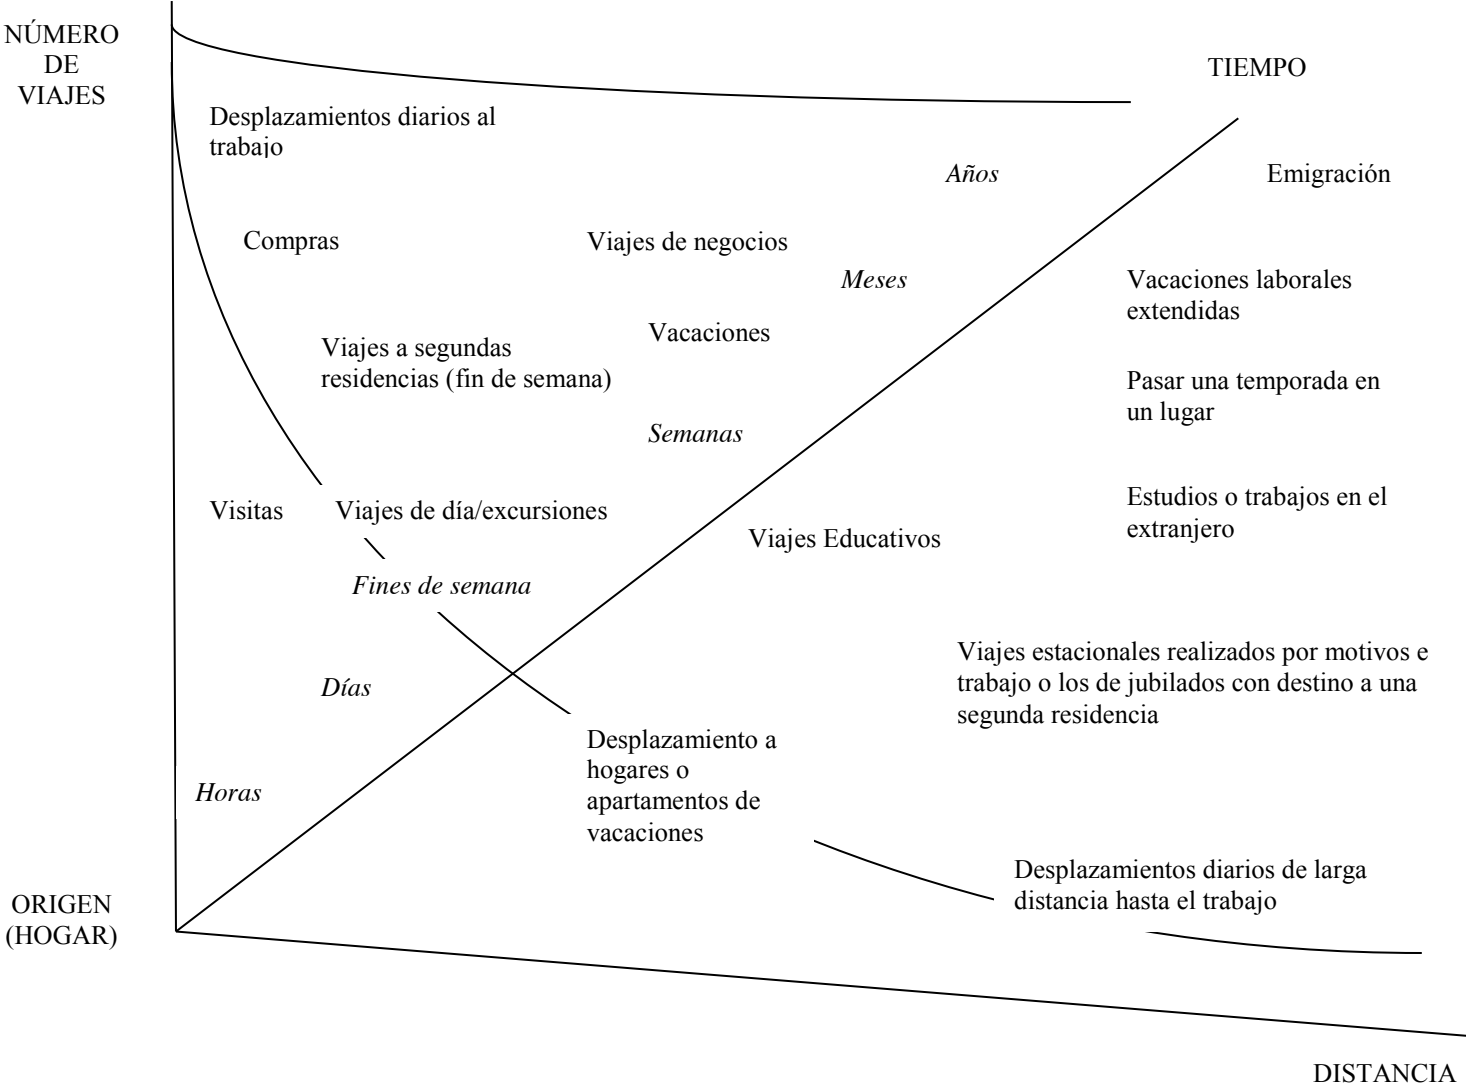 NÚMERO
DE
VIAJES
TIEMPO
Desplazamientos diarios al
trabajo
Años
Emigración
Compras
Viajes de negocios
Meses
Vacaciones laborales
extendidas
Vacaciones
Viajes a segundas
residencias (fin de semana)
Pasar una temporada en
un lugar
Semanas
Visitas
Viajes de día/excursiones
Viajes Educativos
Estudios o trabajos en el
extranjero
Fines de semana
Días
Viajes estacionales realizados por motivos e
trabajo o los de jubilados con destino a una
segunda residencia
Desplazamiento a
hogares o
apartamentos de
vacaciones
Horas
Desplazamientos diarios de larga
distancia hasta el trabajo
ORIGEN
(HOGAR)
DISTANCIA